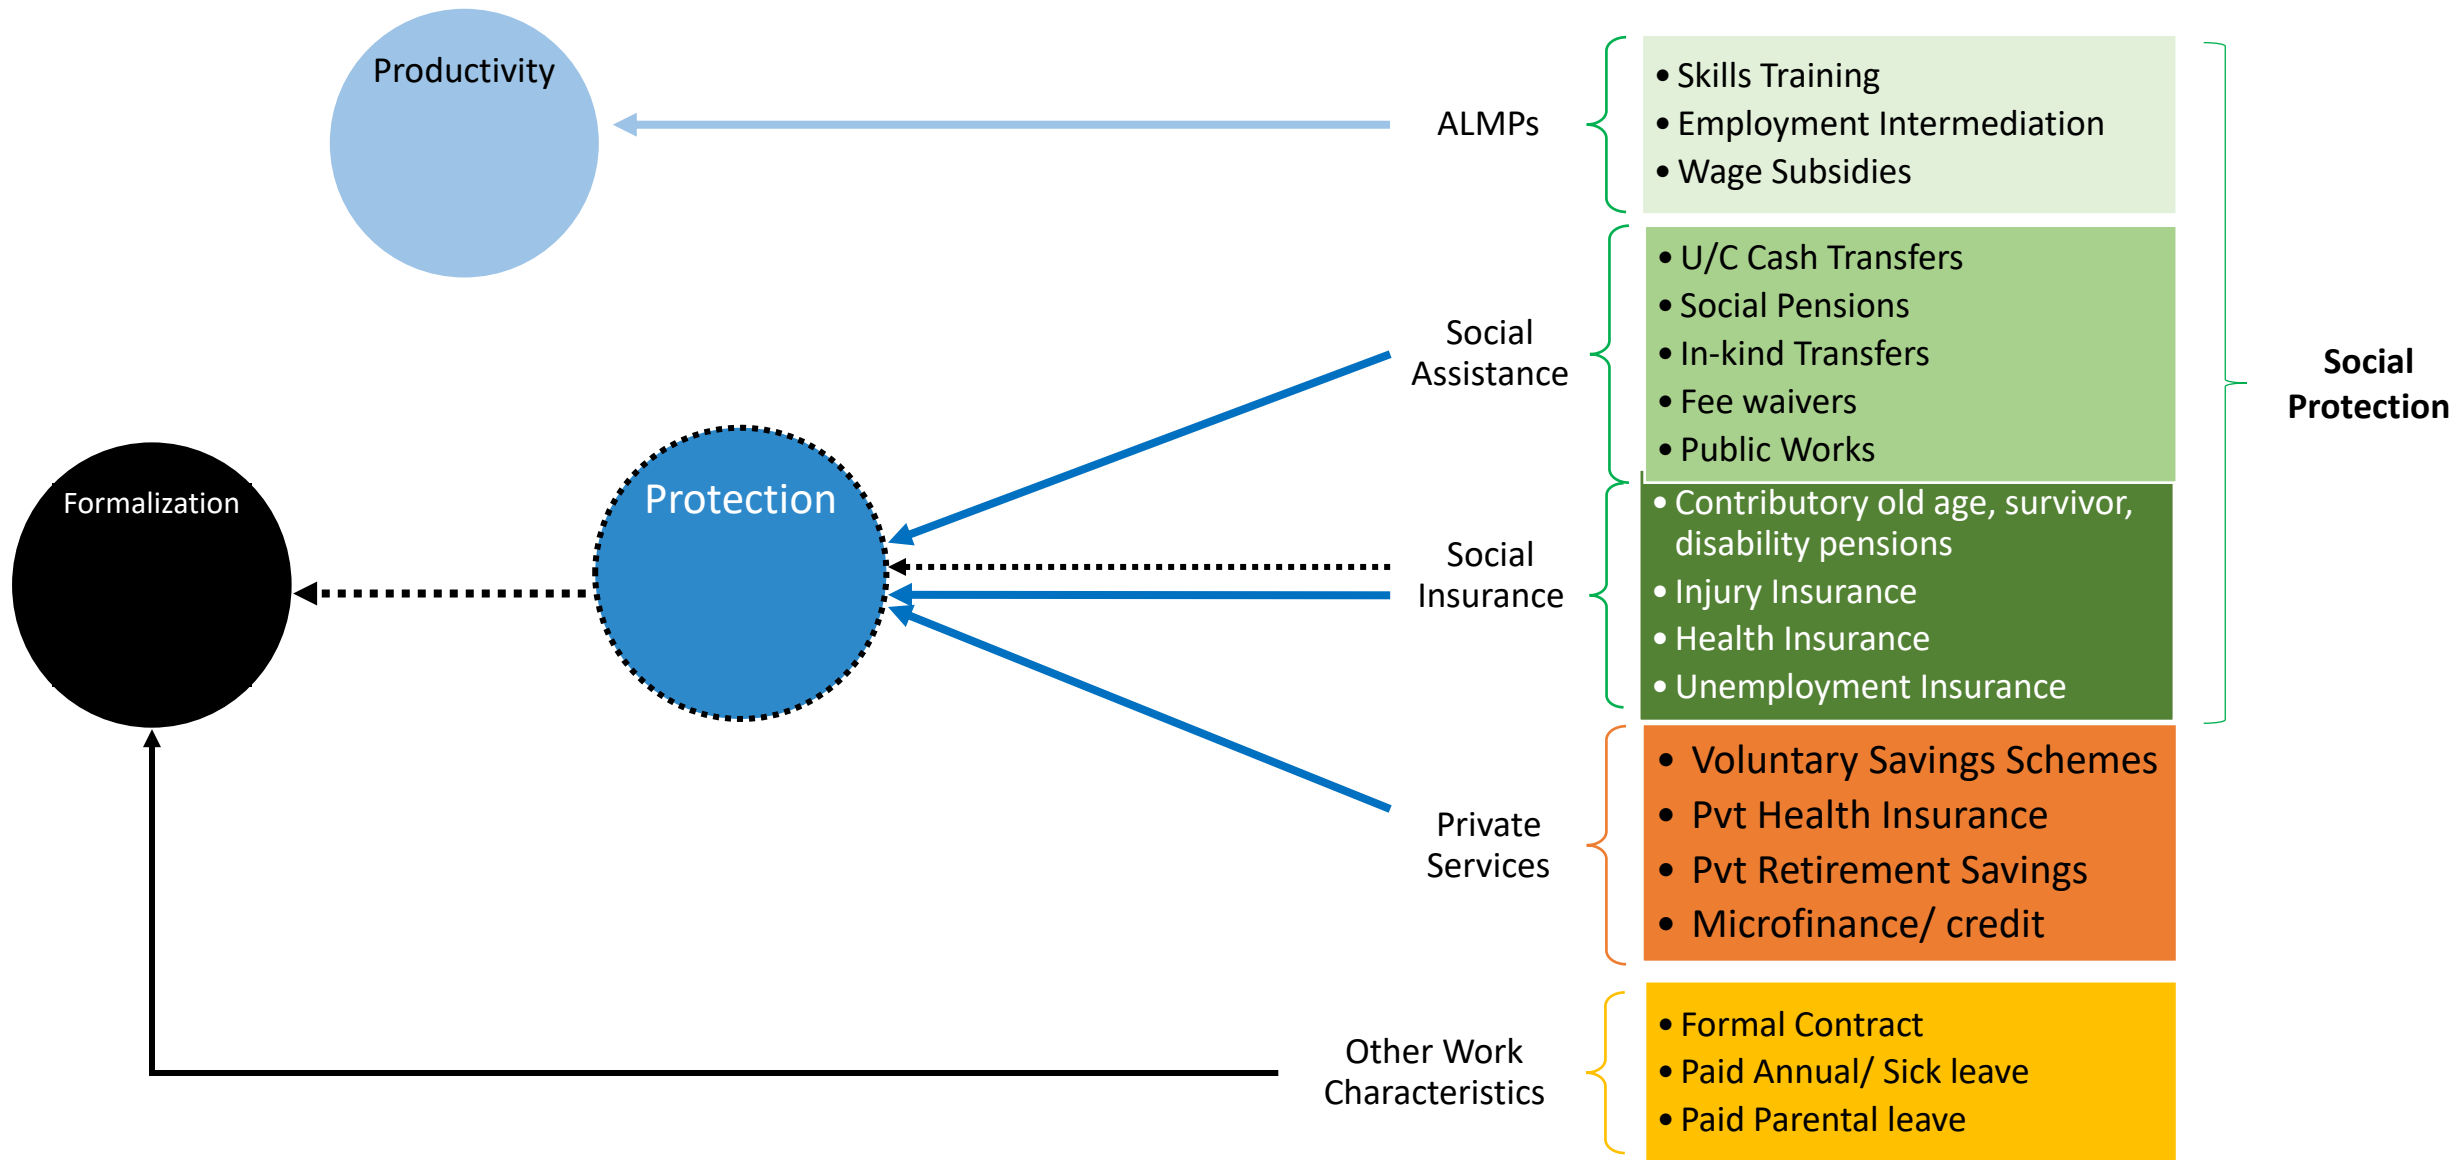 Productivity
ALMPs
• Skills Training
• Employment Intermediation
• Wage Subsidies
Social
Assistance
• U/C Cash Transfers
• Social Pensions
• In-kind Transfers
• Fee waivers
• Public Works
Social
Protection
Formalization
Protection
Social
Insurance
• Contributory old age, survivor,
disability pensions
• Injury Insurance
• Health Insurance
• Unemployment Insurance
Private
Services
• Voluntary Savings Schemes
• Pvt Health Insurance
• Pvt Retirement Savings
• Microfinance/ credit
Other Work
Characteristics
• Formal Contract
• Paid Annual/ Sick leave
• Paid Parental leave